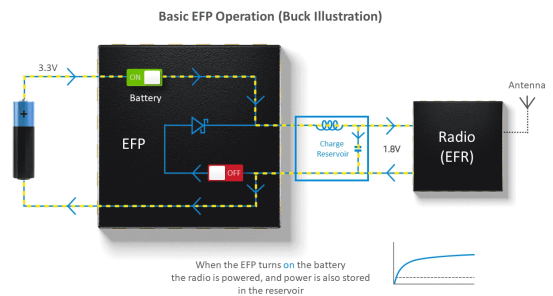 Basic EFP Operation (Buck Illustration)
3.3V
ON
Battery
Antenna
+
EFP
Charge
Reservoir
1.8V
Radio
(EFR)
OFF
When the EFP turns on the battery
the radio is powered, and power is also stored
in the reservoir